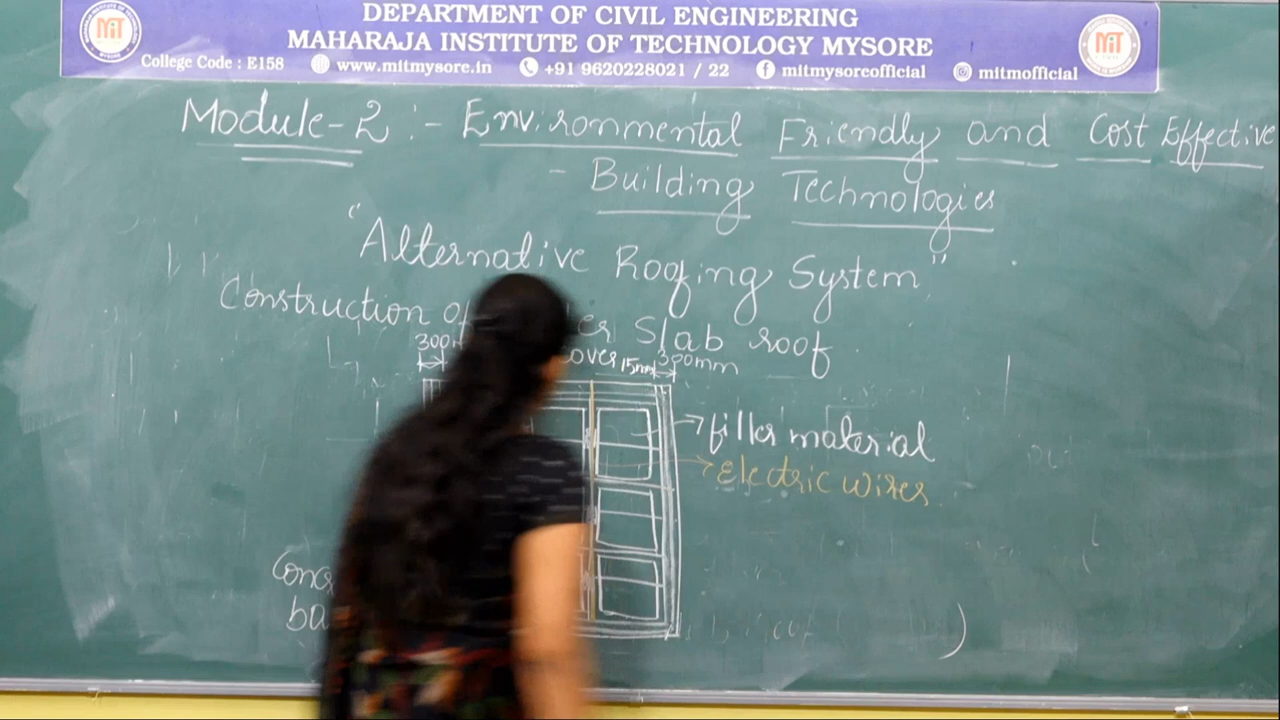 DEPARTMENT OF CIVIL ENGINEERING
MAHARAJA INSTITUTE OF TECHNOLOGY MYSORE
College Code : E158 www.mitmysore.in +91 9620228021 / 22 mitmysoreofficial mitmofficial
MiT
MiT
Module-2 :- Environmental Friendly and Cost Effective
- Building Technologies
"Alternative Roofing System"
Construction of Slab roof
15mm 300mm
filler material
Electric wires